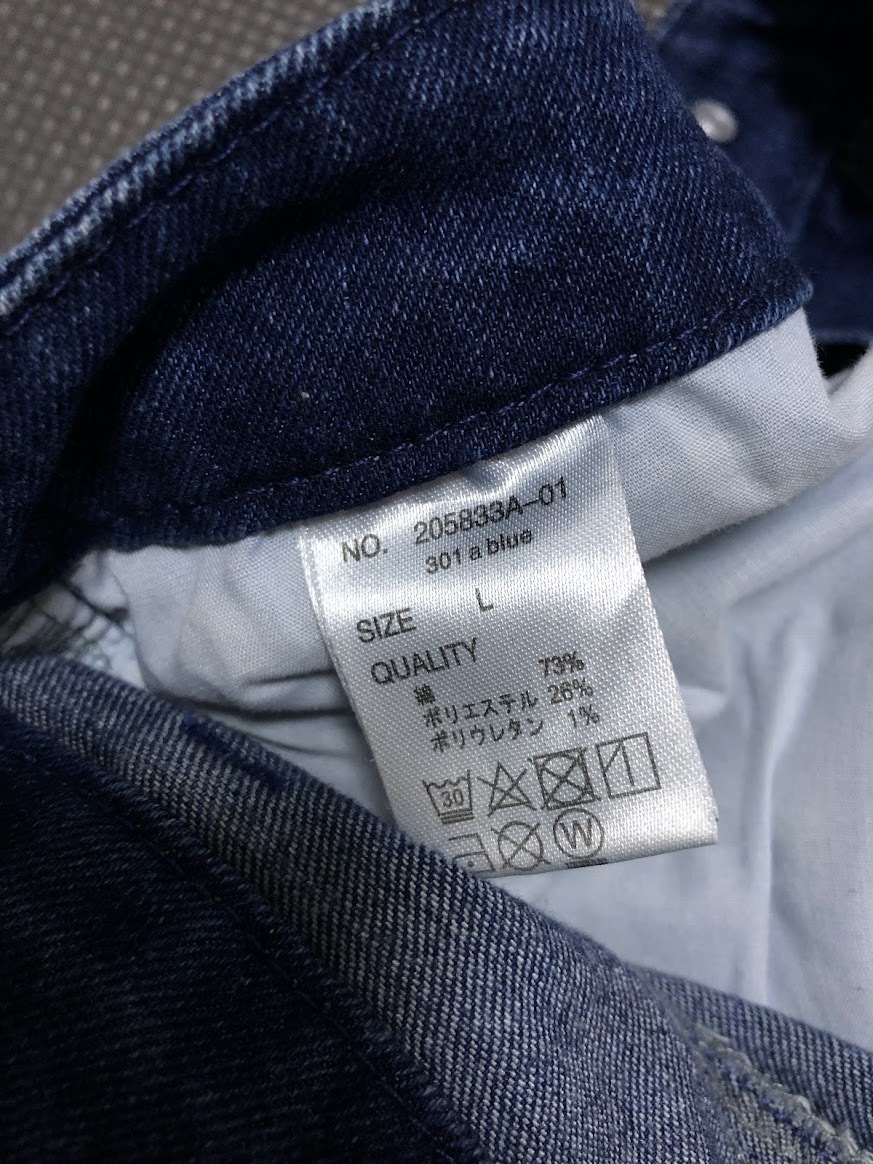 NO. 205833A-01
301 a blue
SIZE L
QUALITY
綿 73%
ポリエステル 26%
ポリウレタン 1%
30
W